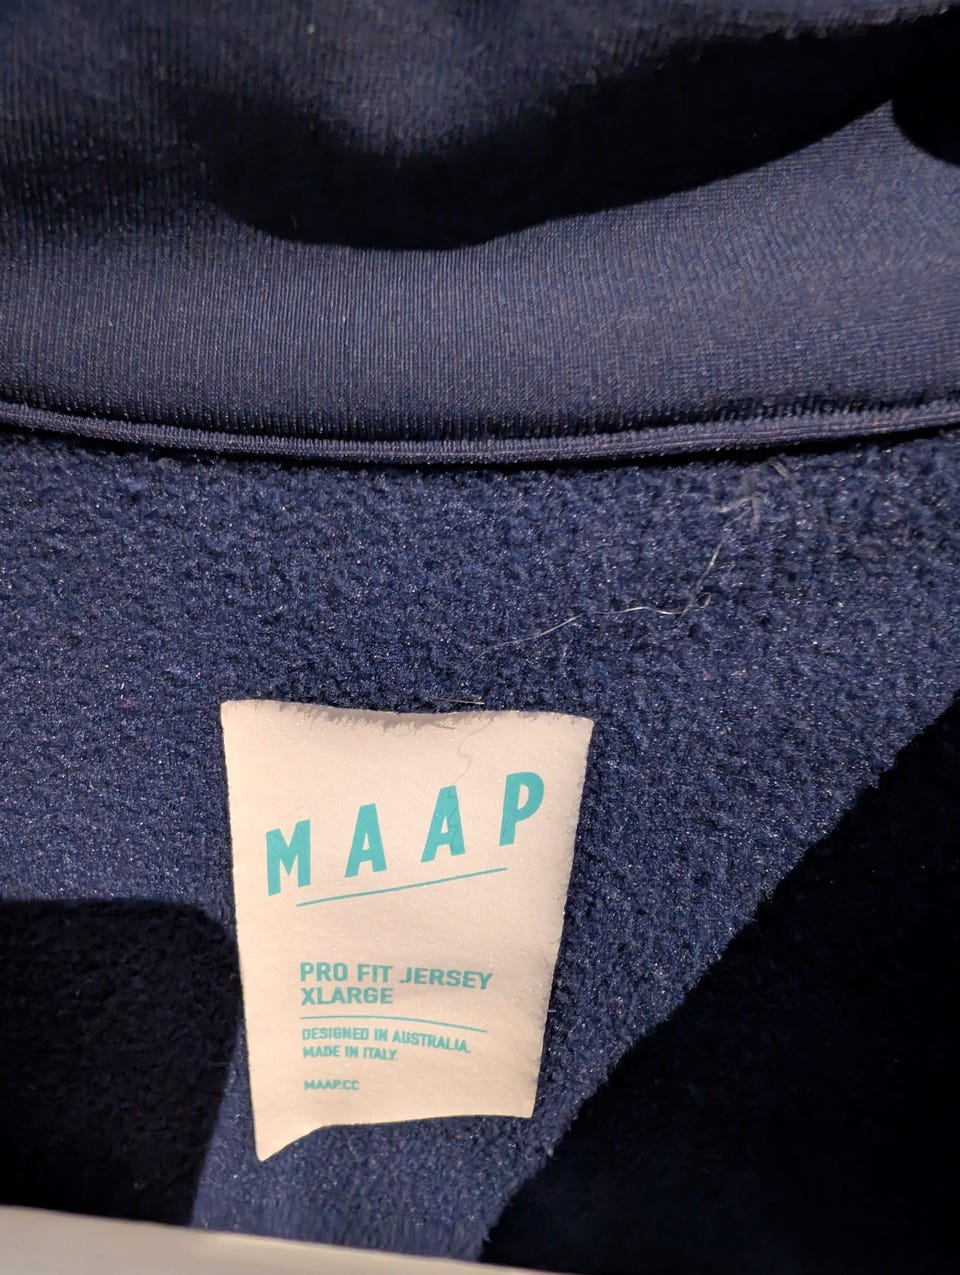 MAAP
PRO FIT JERSEY
XLARGE
DESIGNED IN AUSTRALIA.
MADE IN ITALY.
MAAP.CC